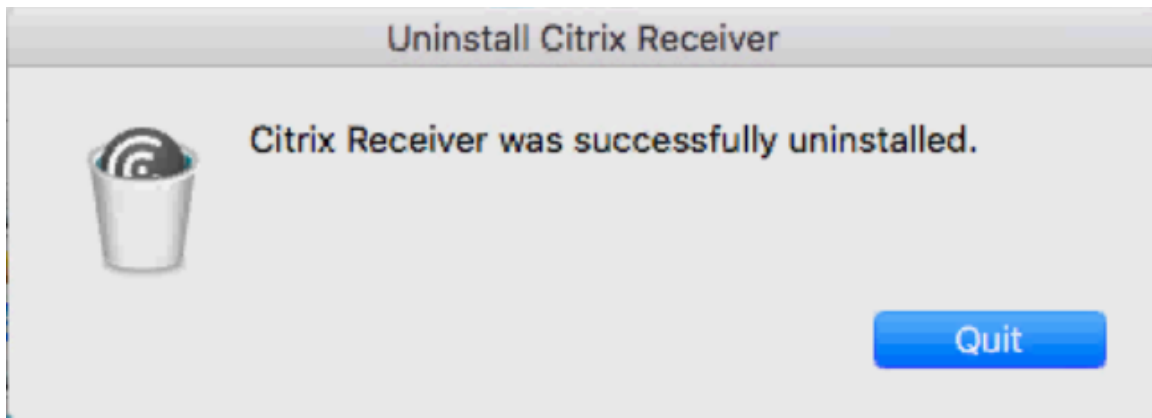 Uninstall Citrix Receiver
Citrix Receiver was successfully uninstalled.
Quit